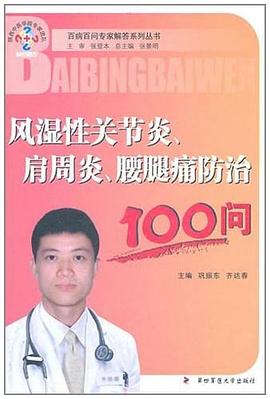 百病百问专家解答系列丛书
主 审 张登本 总主编 张景明
BAIBINGBAIWEN
风湿性关节炎、
肩周炎、腰腿痛防治
100问
主编 巩振东 齐达春
第四军医大学出版社